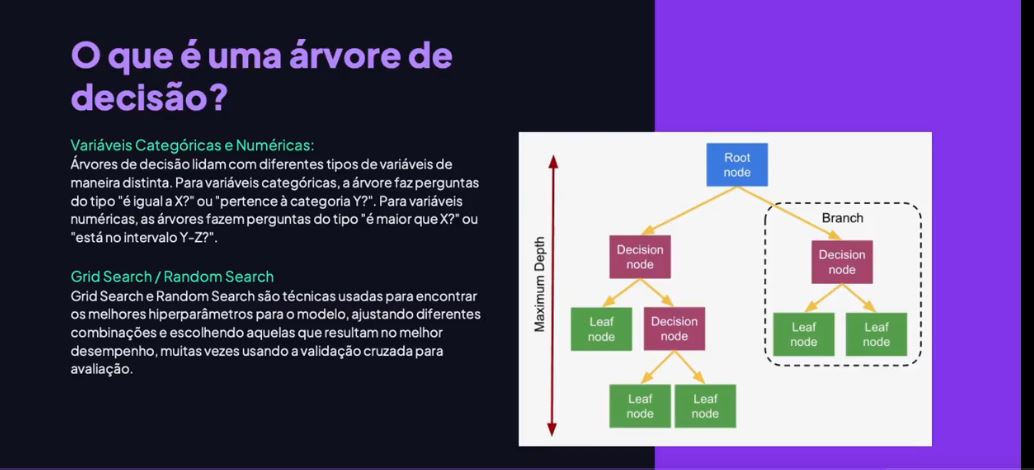 O que é uma árvore de
decisão?
Variáveis Categóricas e Numéricas:
Árvores de decisão lidam com diferentes tipos de variáveis de
maneira distinta. Para variáveis categóricas, a árvore faz perguntas
do tipo "é igual a X?" ou "pertence à categoria Y?". Para variáveis
numéricas, as árvores fazem perguntas do tipo "é maior que X?" ou
"está no intervalo Y-Z?".
Grid Search / Random Search
Grid Search e Random Search são técnicas usadas para encontrar
os melhores hiperparâmetros para o modelo, ajustando diferentes
combinações e escolhendo aquelas que resultam no melhor
desempenho, muitas vezes usando a validação cruzada para
avaliação.
Maximum Depth
Root
node
Branch
Decision
node
Decision
node
Leaf
node
Decision
node
Leaf
node
Leaf
node
Leaf
node
Leaf
node